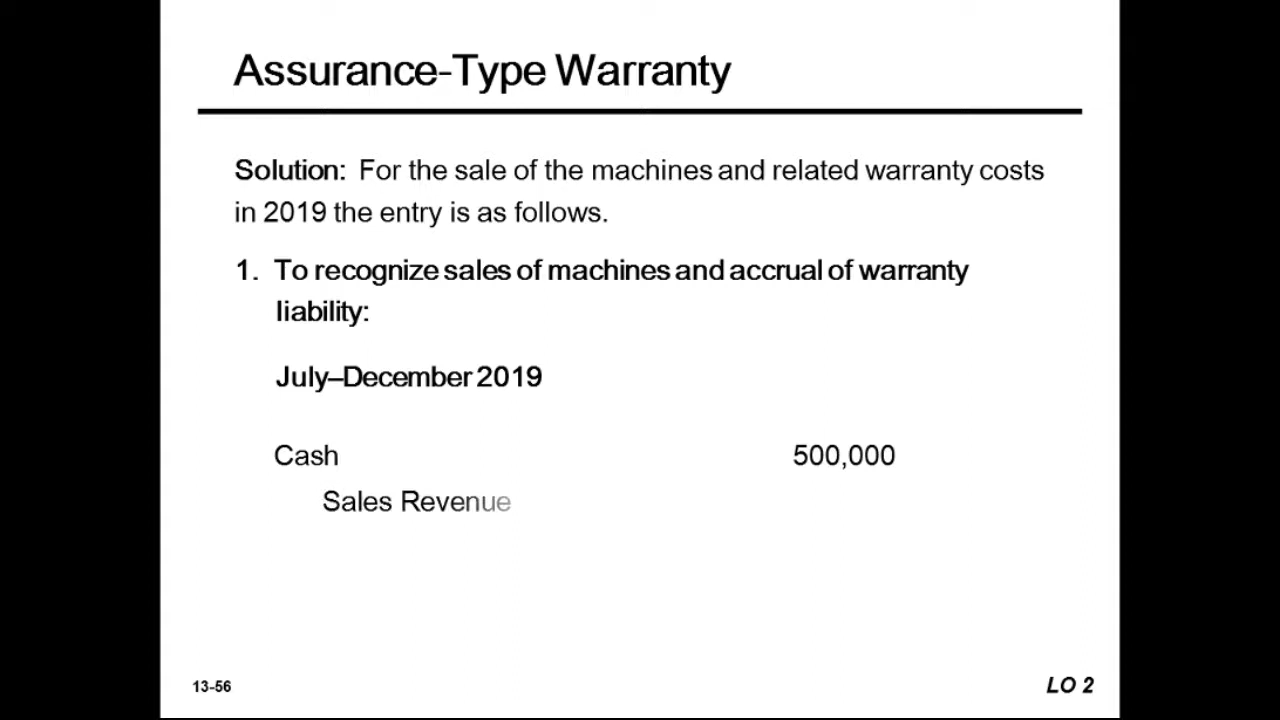 Assurance-Type Warranty
Solution: For the sale of the machines and related warranty costs
in 2019 the entry is as follows.
1. To recognize sales of machines and accrual of warranty
liability:
July–December 2019
Cash 500,000
Sales Revenue
13-56 LO 2